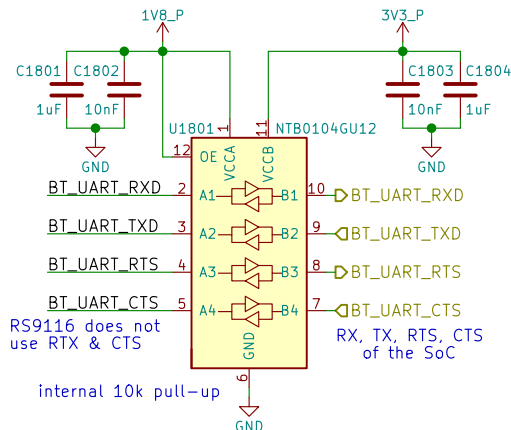 1V8_P
3V3_P
C1801
C1802
C1803
C1804
1uF
10nF
10nF
1uF
GND
GND
U1801
NTB0104GU12
1
11
VCCA
VCCB
12
OE
BT_UART_RXD
2
A1
B1
10
BT_UART_RXD
BT_UART_TXD
3
A2
B2
9
BT_UART_TXD
BT_UART_RTS
4
A3
B3
8
BT_UART_RTS
BT_UART_CTS
5
A4
B4
7
BT_UART_CTS
RS9116 does not
use RTX & CTS
GND
RX, TX, RTS, CTS
of the SoC
6
internal 10k pull-up
GND